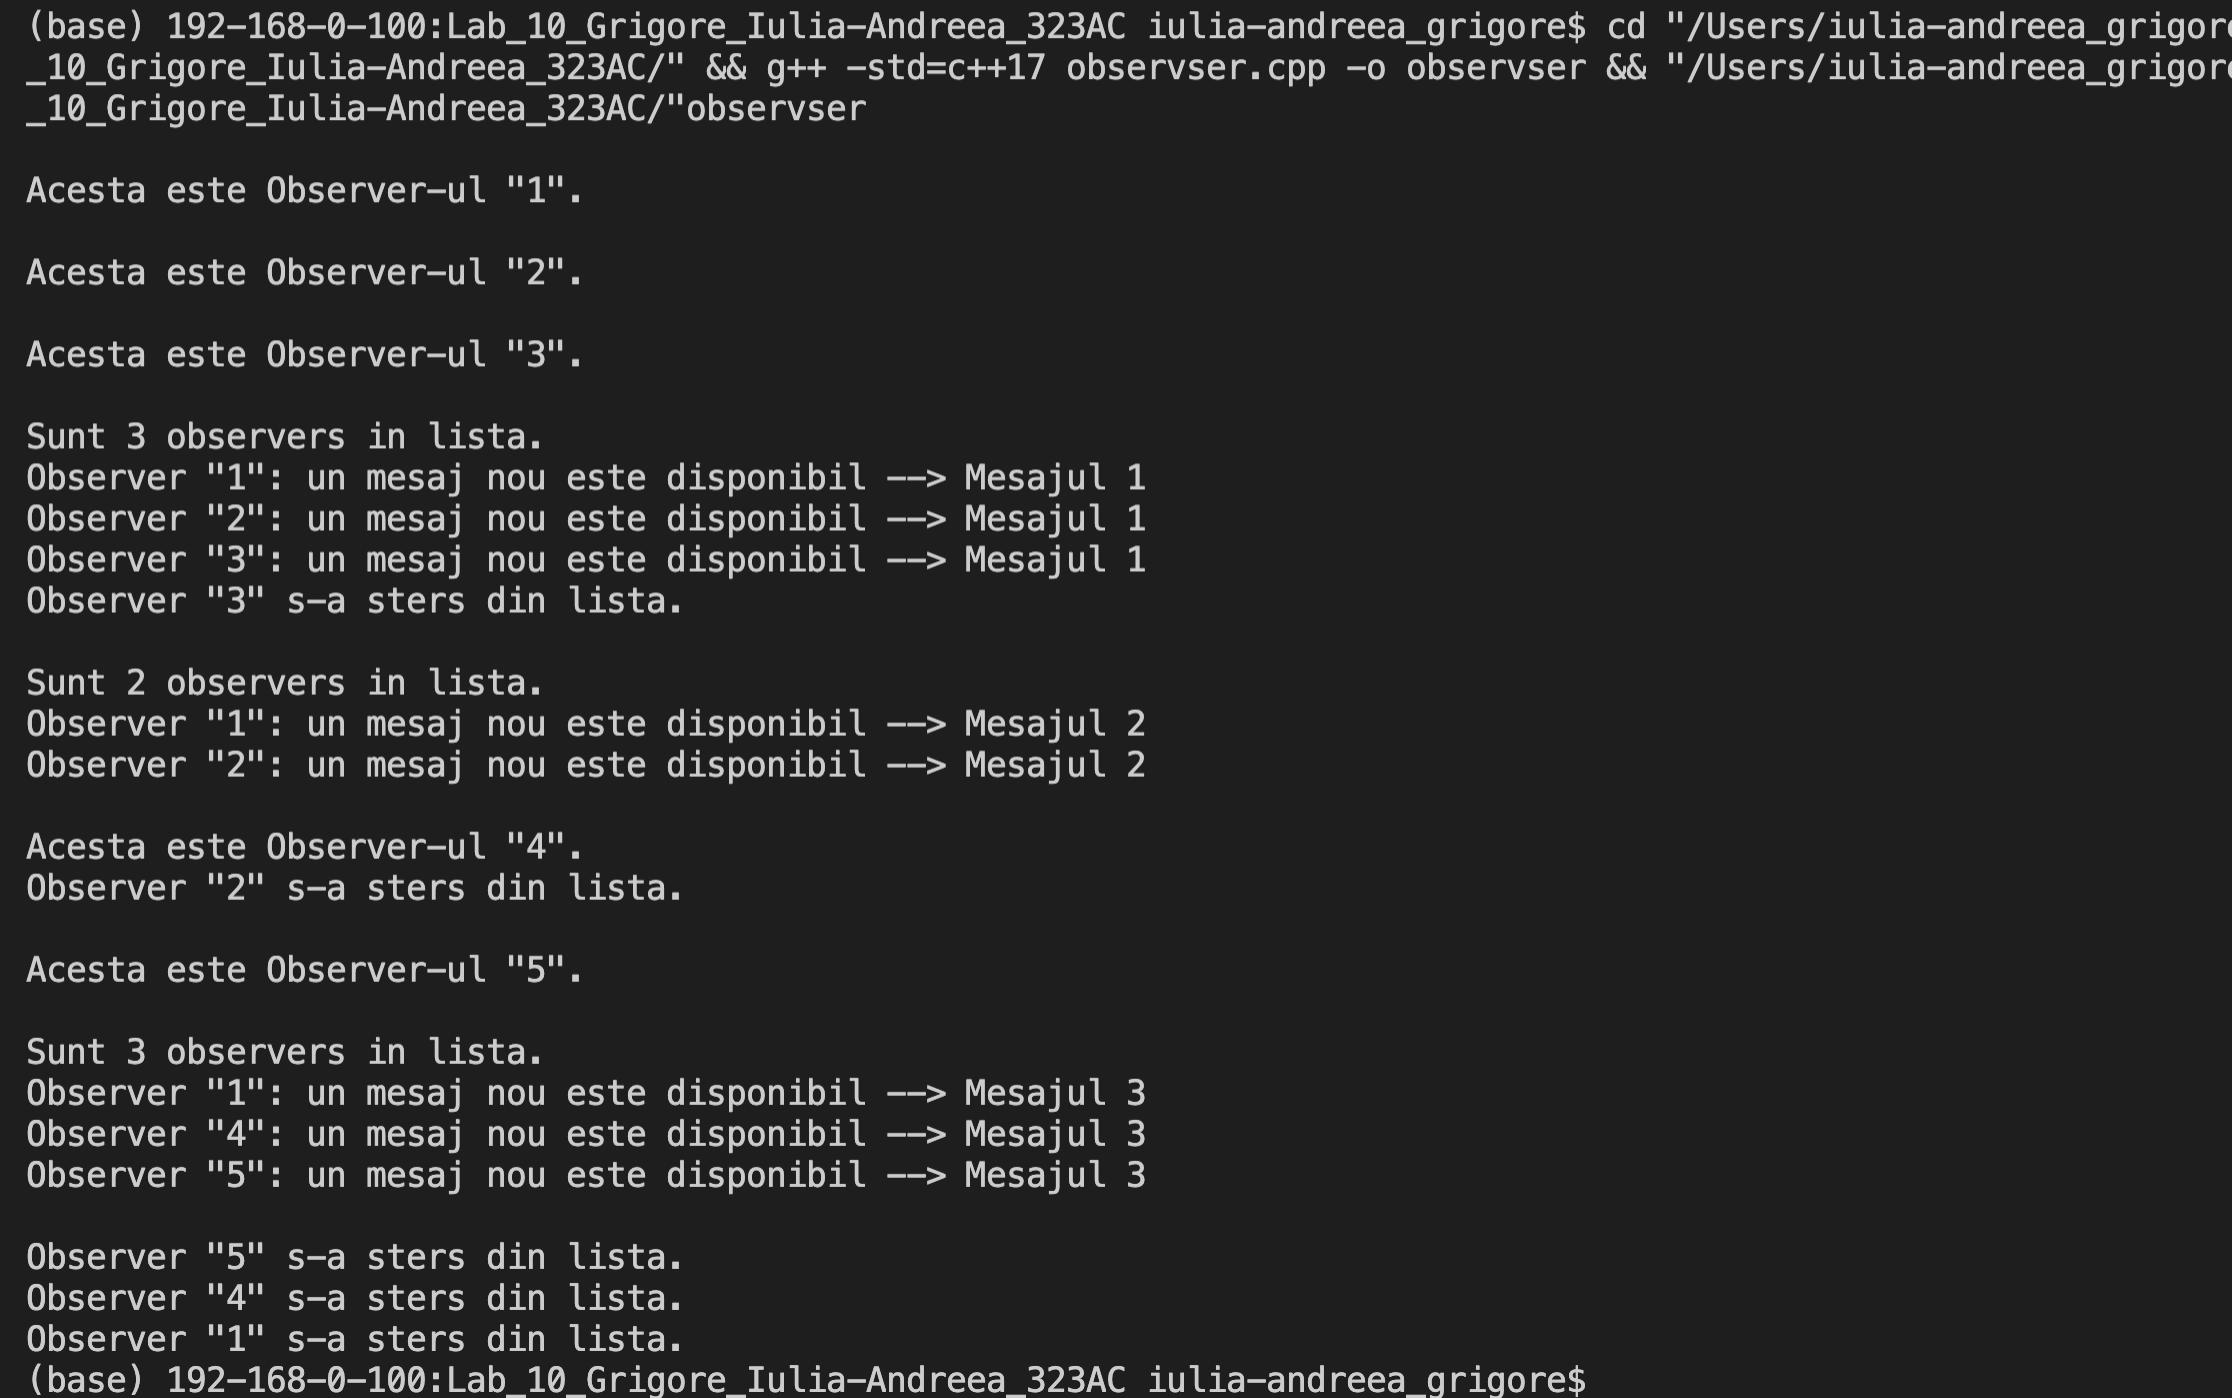 (base) 192-168-0-100:Lab_10_Grigore_Iulia-Andreea_323AC iulia-andreea_grigore$ cd "/Users/iulia-andreea_grigor
_10_Grigore_Iulia-Andreea_323AC/" && g++ -std=c++17 observser.cpp -o observser && "/Users/iulia-andreea_grigor
_10_Grigore_Iulia-Andreea_323AC/"observser
Acesta este Observer-ul "1".
Acesta este Observer-ul "2".
Acesta este Observer-ul "3".
Sunt 3 observers in lista.
Observer "1": un mesaj nou este disponibil --> Mesajul 1
Observer "2": un mesaj nou este disponibil --> Mesajul 1
Observer "3": un mesaj nou este disponibil --> Mesajul 1
Observer "3" s-a sters din lista.
Sunt 2 observers in lista.
Observer "1": un mesaj nou este disponibil --> Mesajul 2
Observer "2": un mesaj nou este disponibil --> Mesajul 2
Acesta este Observer-ul "4".
Observer "2" s-a sters din lista.
Acesta este Observer-ul "5".
Sunt 3 observers in lista.
Observer "1": un mesaj nou este disponibil --> Mesajul 3
Observer "4": un mesaj nou este disponibil --> Mesajul 3
Observer "5": un mesaj nou este disponibil --> Mesajul 3
Observer "5" s-a sters din lista.
Observer "4" s-a sters din lista.
Observer "1" s-a sters din lista.
(base) 192-168-0-100:Lab_10_Grigore_Iulia-Andreea_323AC iulia-andreea_grigore$